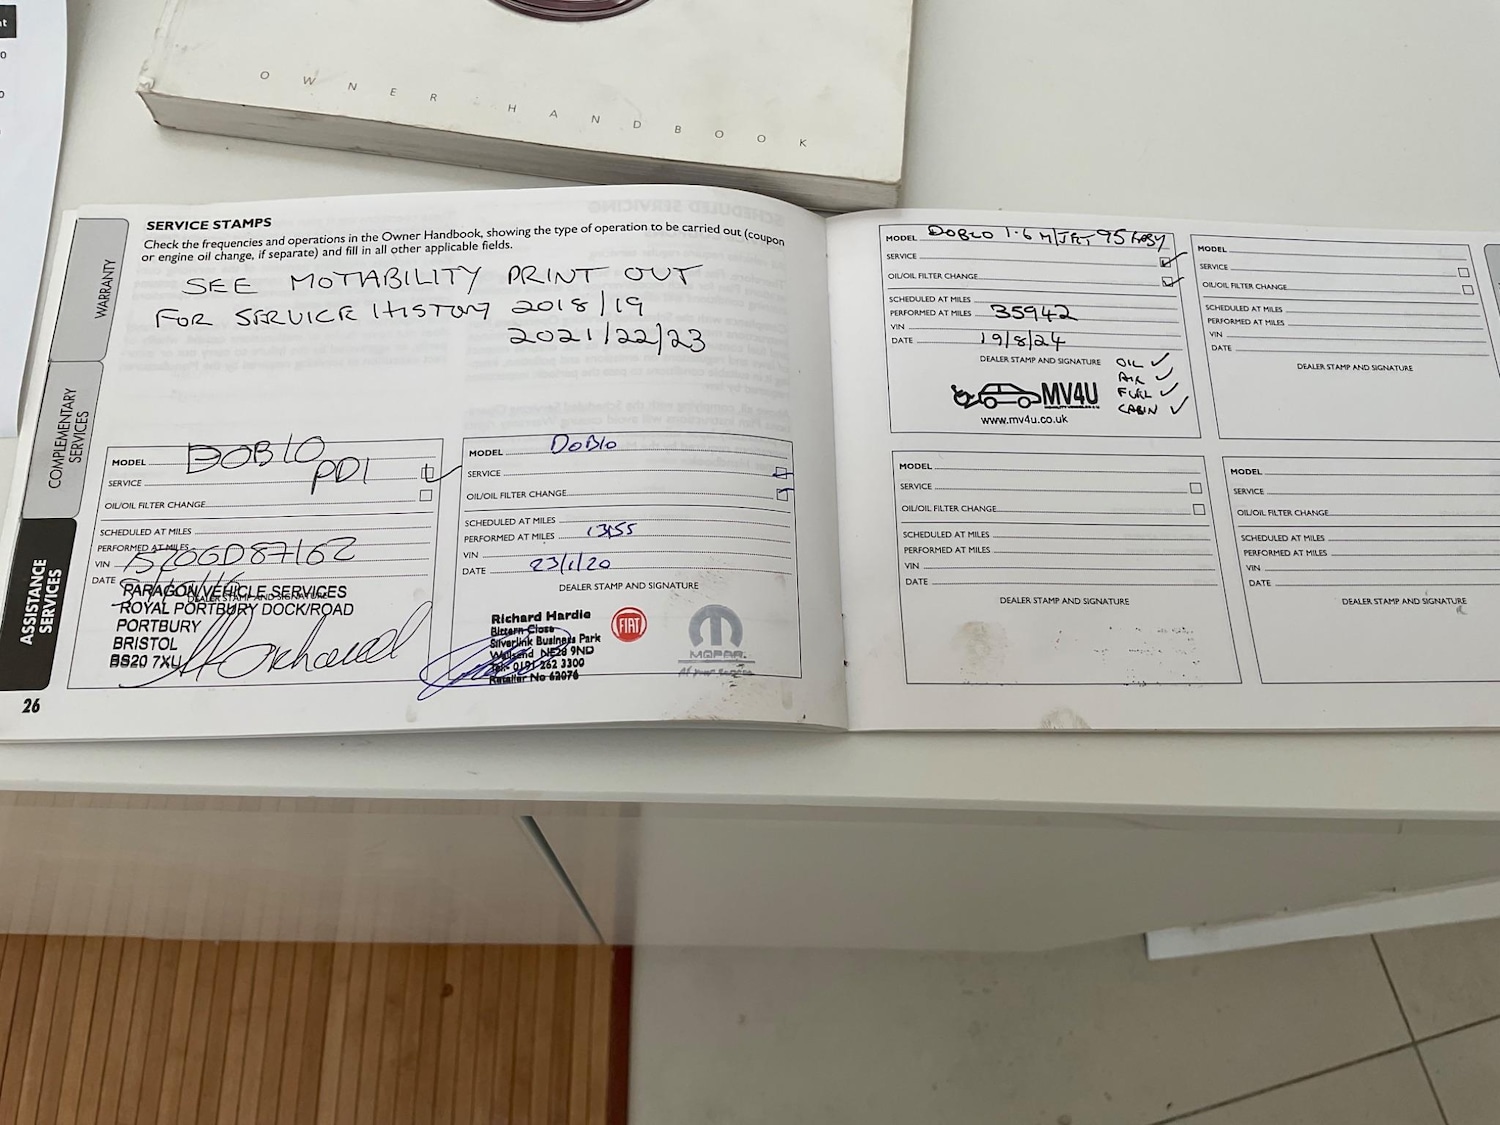 OWNER HANDBOOK
SERVICE STAMPS
Check the frequencies and operations in the Owner Handbook, showing the type of operation to be carried out (coupon
or engine oil change, if separate) and fill in all other applicable fields.
SEE MOTABILITY PRINT OUT
FOR SERVICE HISTORY 2018/19
2021/22/23
WARRANTY
COMPLEMENTARY
SERVICES
ASSISTANCE
SERVICES
26
MODEL DOBLO
PDI
SERVICE
OIL/OIL FILTER CHANGE
SCHEDULED AT MILES
PERFORMED AT MILES
VIN
DATE
DEALER STAMP AND SIGNATURE
PARAGON VEHICLE SERVICES
ROYAL PORTBURY DOCK/ROAD
PORTBURY
BRISTOL
BS20 7XU
MODEL DOBLO
SERVICE
OIL/OIL FILTER CHANGE
SCHEDULED AT MILES
PERFORMED AT MILES 13155
VIN
DATE 23/1/20
DEALER STAMP AND SIGNATURE
Richard Hardie
Bittern Close
Silverlink Business Park
Wallsend NE28 9ND
Tel: 0191 262 3300
Retailer No 62076
FIAT
MOPAR
MODEL DOBLO 1.6 M/JET 95
SERVICE
OIL/OIL FILTER CHANGE
SCHEDULED AT MILES
PERFORMED AT MILES 35942
VIN
DATE 19/8/24
DEALER STAMP AND SIGNATURE
OIL ✓
AIR ✓
FUEL ✓
CABIN ✓
MV4U
www.mv4u.co.uk
MODEL
SERVICE
OIL/OIL FILTER CHANGE
SCHEDULED AT MILES
PERFORMED AT MILES
VIN
DATE
DEALER STAMP AND SIGNATURE
MODEL
SERVICE
OIL/OIL FILTER CHANGE
SCHEDULED AT MILES
PERFORMED AT MILES
VIN
DATE
DEALER STAMP AND SIGNATURE
MODEL
SERVICE
OIL/OIL FILTER CHANGE
SCHEDULED AT MILES
PERFORMED AT MILES
VIN
DATE
DEALER STAMP AND SIGNATURE